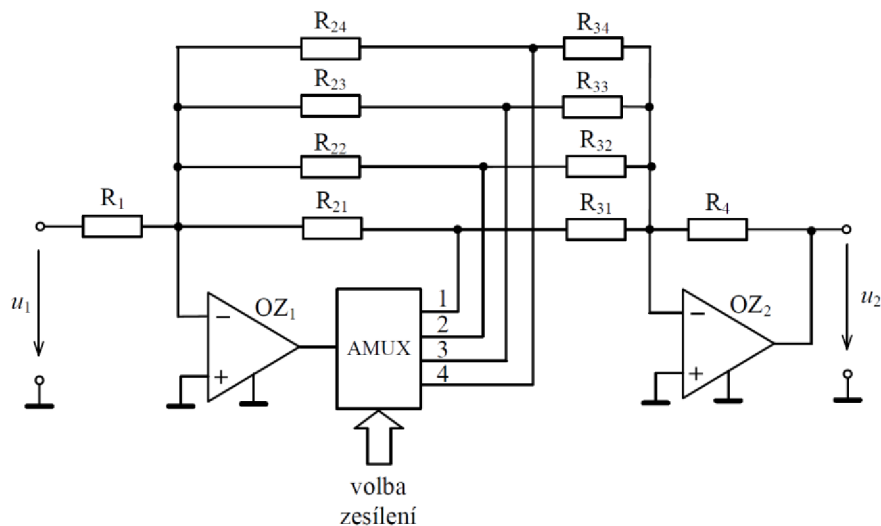 R24
R34
R23
R33
R22
R32
R1
R21
R31
R4
u1
OZ1
AMUX
1
2
3
4
OZ2
u2
volba
zesílení